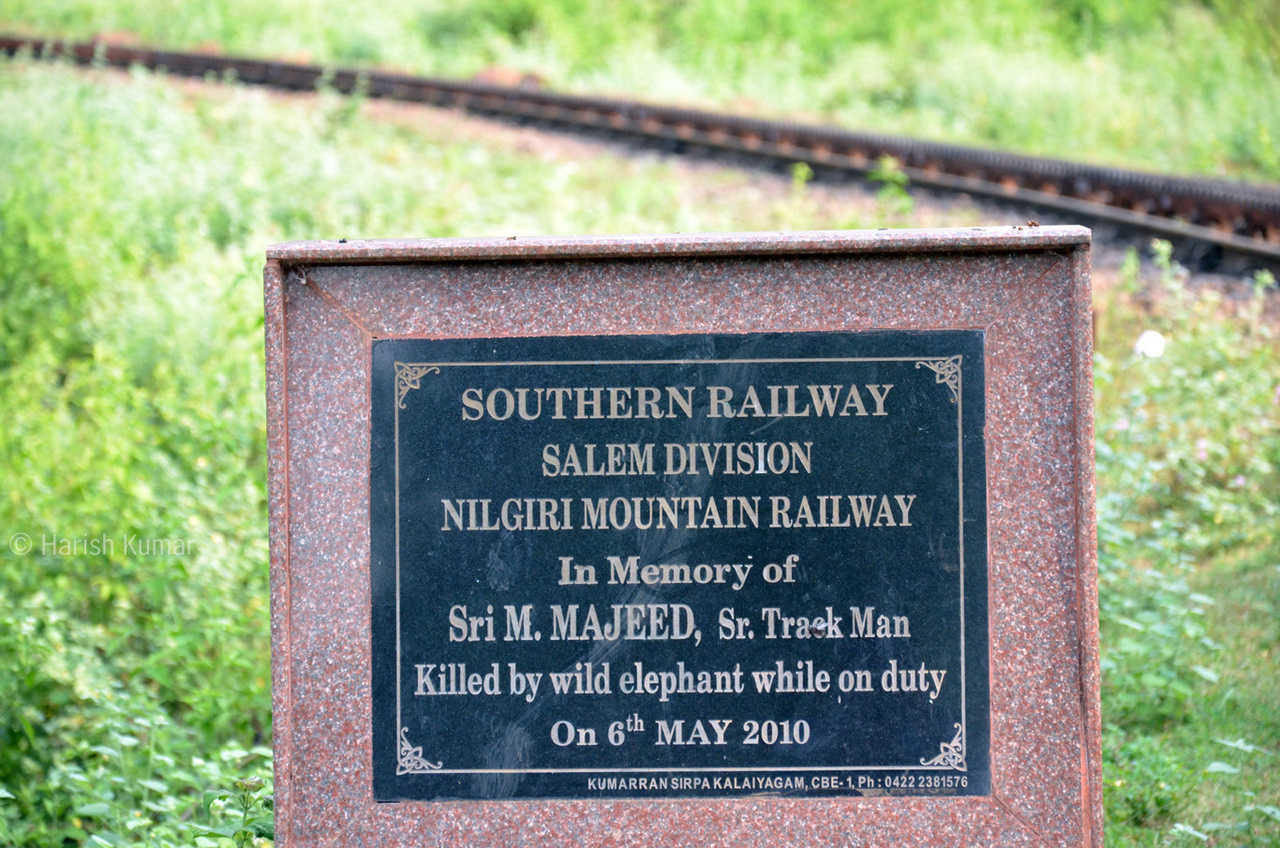 SOUTHERN RAILWAY
SALEM DIVISION
NILGIRI MOUNTAIN RAILWAY
In Memory of
Sri M. MAJEED, Sr. Track Man
Killed by wild elephant while on duty
On 6th MAY 2010
KUMARRAN SIRPA KALAIYAGAM, CBE- 1, Ph : 0422 2381576
© Harish Kumar